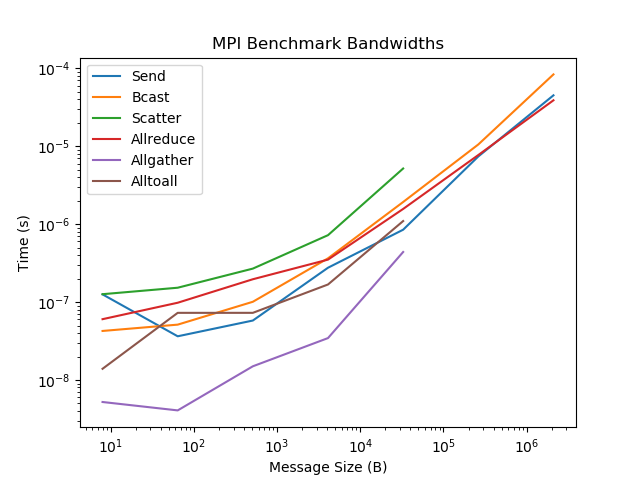 MPI Benchmark Bandwidths
Time (s)
10⁻⁴
10⁻⁵
10⁻⁶
10⁻⁷
10⁻⁸
Send
Bcast
Scatter
Allreduce
Allgather
Alltoall
10¹ 10² 10³ 10⁴ 10⁵ 10⁶
Message Size (B)